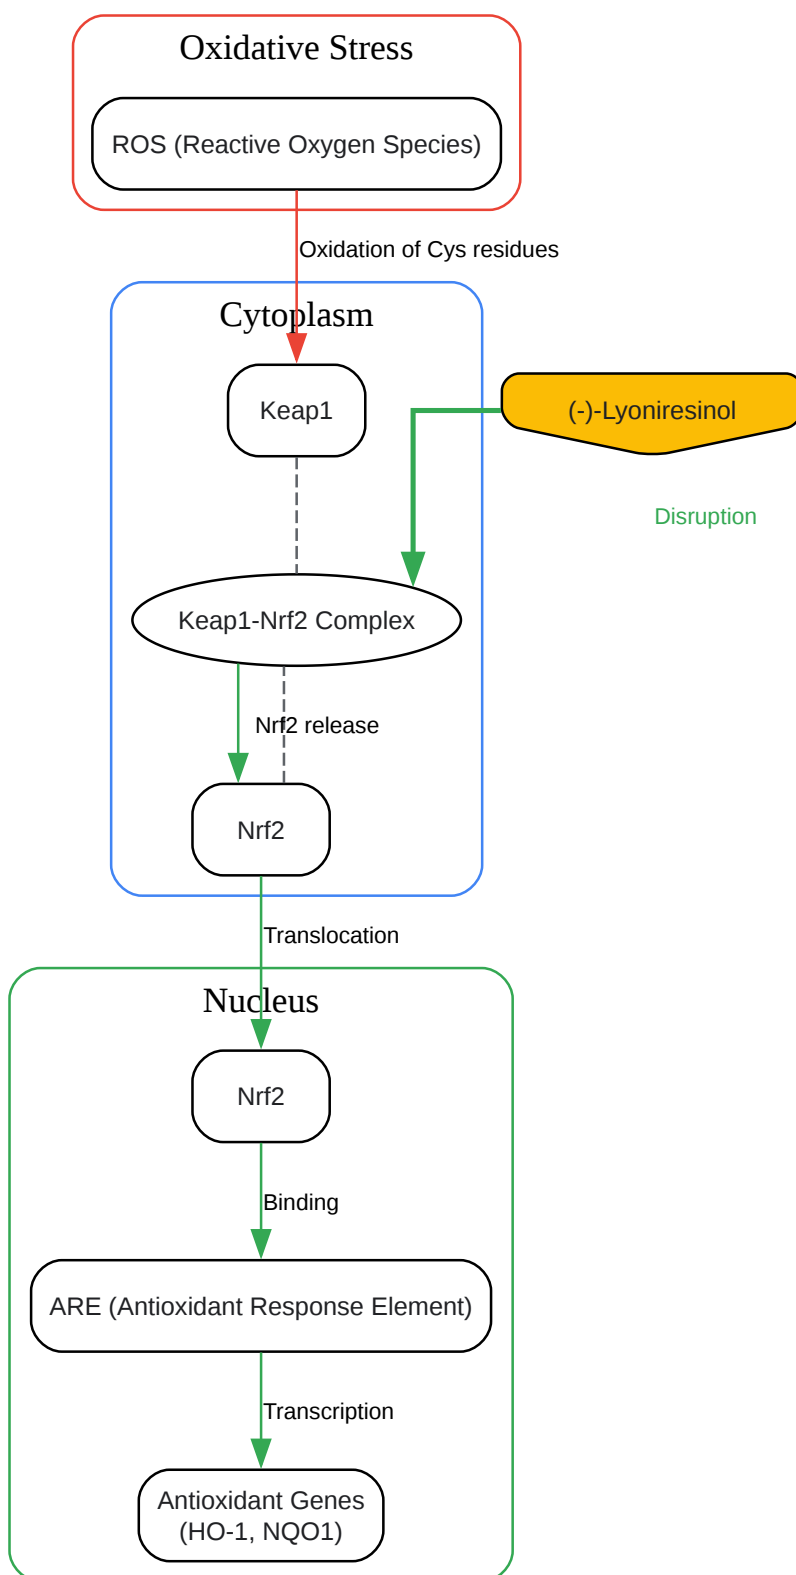 Oxidative Stress
ROS (Reactive Oxygen Species)
Oxidation of Cys residues
Cytoplasm
Keap1
(-)-Lyoniresinol
Disruption
Keap1-Nrf2 Complex
Nrf2 release
Nrf2
Translocation
Nucleus
Nrf2
Binding
ARE (Antioxidant Response Element)
Transcription
Antioxidant Genes
(HO-1, NQO1)